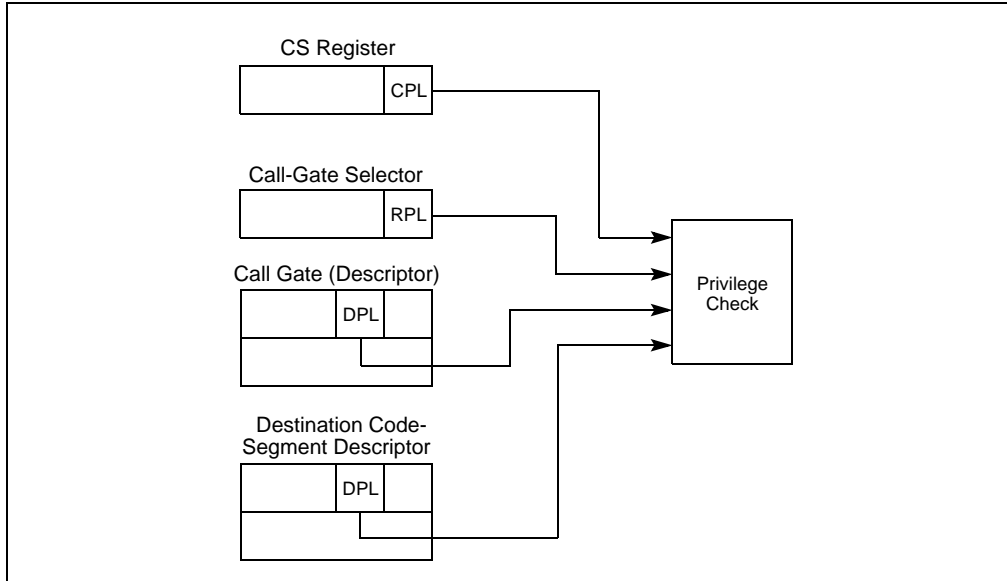 CS Register
CPL
Call-Gate Selector
RPL
Call Gate (Descriptor)
DPL
Privilege
Check
Destination Code-
Segment Descriptor
DPL